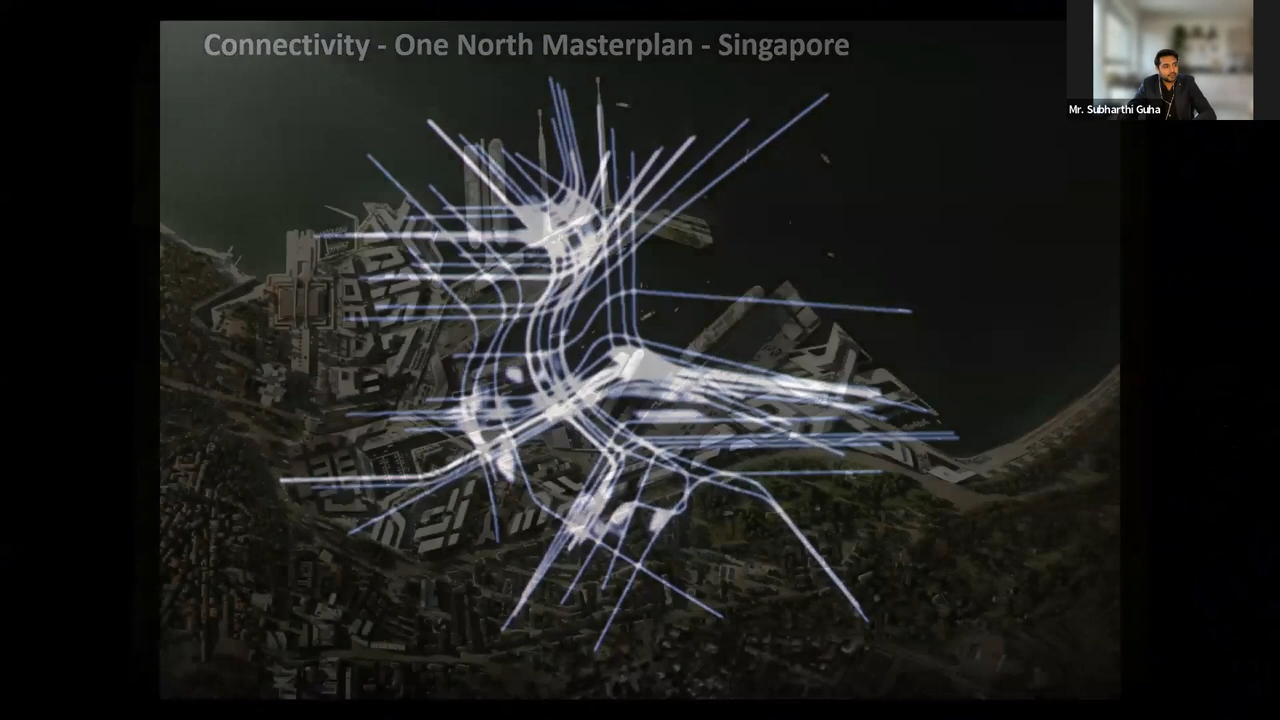 Connectivity - One North Masterplan - Singapore
Mr. Subharthi Guha